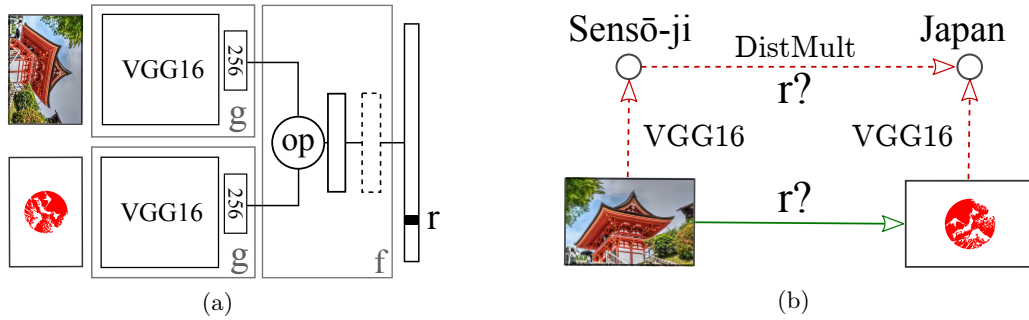 VGG16
256
g
op
VGG16
256
g
f
r
(a)
Sensō-ji
DistMult
Japan
r?
VGG16
VGG16
r?
(b)